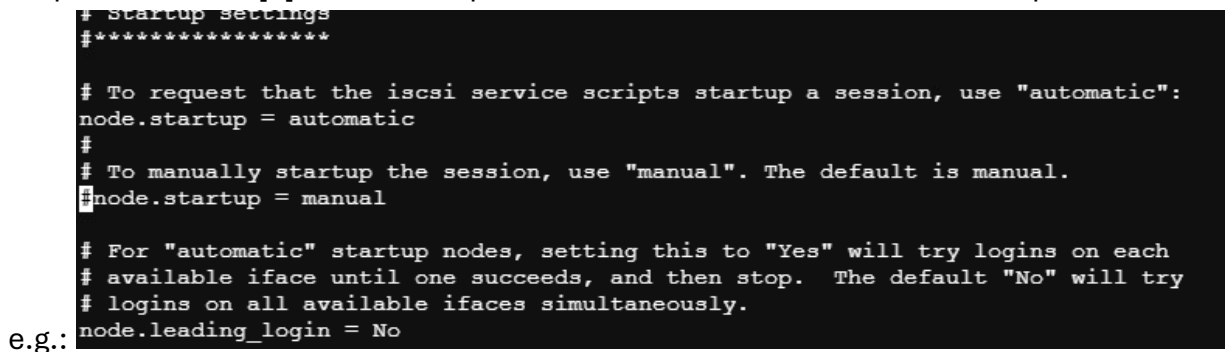 # Startup settings
#*****************
# To request that the iscsi service scripts startup a session, use "automatic":
node.startup = automatic
#
# To manually startup the session, use "manual". The default is manual.
#node.startup = manual
# For "automatic" startup nodes, setting this to "Yes" will try logins on each
# available iface until one succeeds, and then stop.  The default "No" will try
# logins on all available ifaces simultaneously.
e.g.: node.leading_login = No